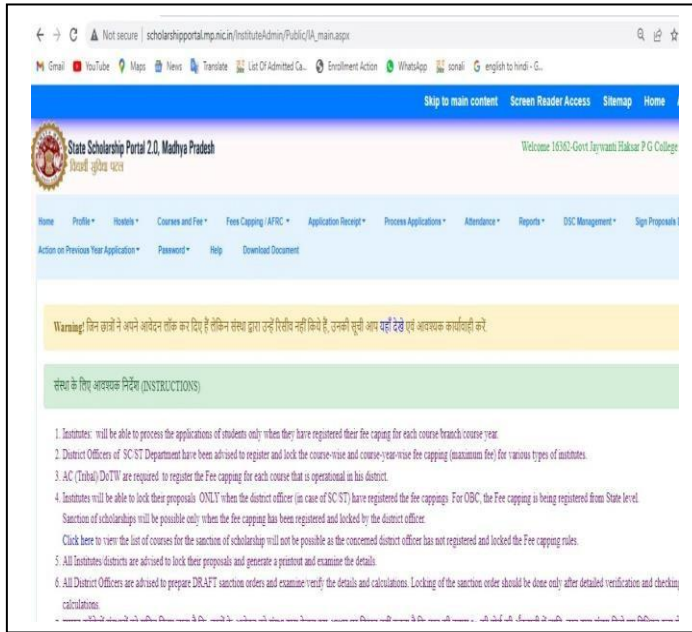 Not secure | scholarshipportal.mp.nic.in/InstituteAdmin/Public/IA_main.aspx
Gmail YouTube Maps News Translate List Of Admitted Ca... Enrollment Action WhatsApp sonali english to hindi - G...
Skip to main content Screen Reader Access Sitemap Home
State Scholarship Portal 2.0, Madhya Pradesh
Welcome 16362-Govt Jaywanti Haksar P G College
विद्यार्थी सुविधा पटल
Home Profile Hostels Courses and Fee Fees Capping / AFRC Application Receipt Process Applications Attendance Reports DSC Management Sign Proposals
Action on Previous Year Application Password Help Download Document
Warning! जिन छात्रों ने अपने आवेदन लॉक कर दिए हैं लेकिन संस्था द्वारा उन्हें रिसीव नहीं किये हैं, उनकी सूची आप यहाँ देखे एवं आवश्यक कार्यवाही करें.
संस्था के लिए आवश्यक निर्देश (INSTRUCTIONS)
1. Institutes: will be able to process the applications of students only when they have registered their fee caping for each course branch/course year.
2. District Officers of SC/ST Department have been advised to register and lock the course-wise and course-year-wise fee capping (maximum fee) for various types of institutes.
3. AC (Tribal)/DoTW are required to register the Fee capping for each course that is operational in his district.
4. Institutes will be able to lock their proposals ONLY when the district officer (in case of SC/ST) have registered the fee cappings. For OBC, the Fee capping is being registered from State level.
Sanction of scholarships will be possible only when the fee capping has been registered and locked by the district officer.
Click here to view the list of courses for the sanction of scholarship will not be possible as the concerned district officer has not registered and locked the Fee capping rules.
5. All Institutes/districts are advised to lock their proposals and generate a printout and examine the details.
6. All District Officers are advised to prepare DRAFT sanction orders and examine/verify the details and calculations. Locking of the sanction order should be done only after detailed verification and checking
calculations.